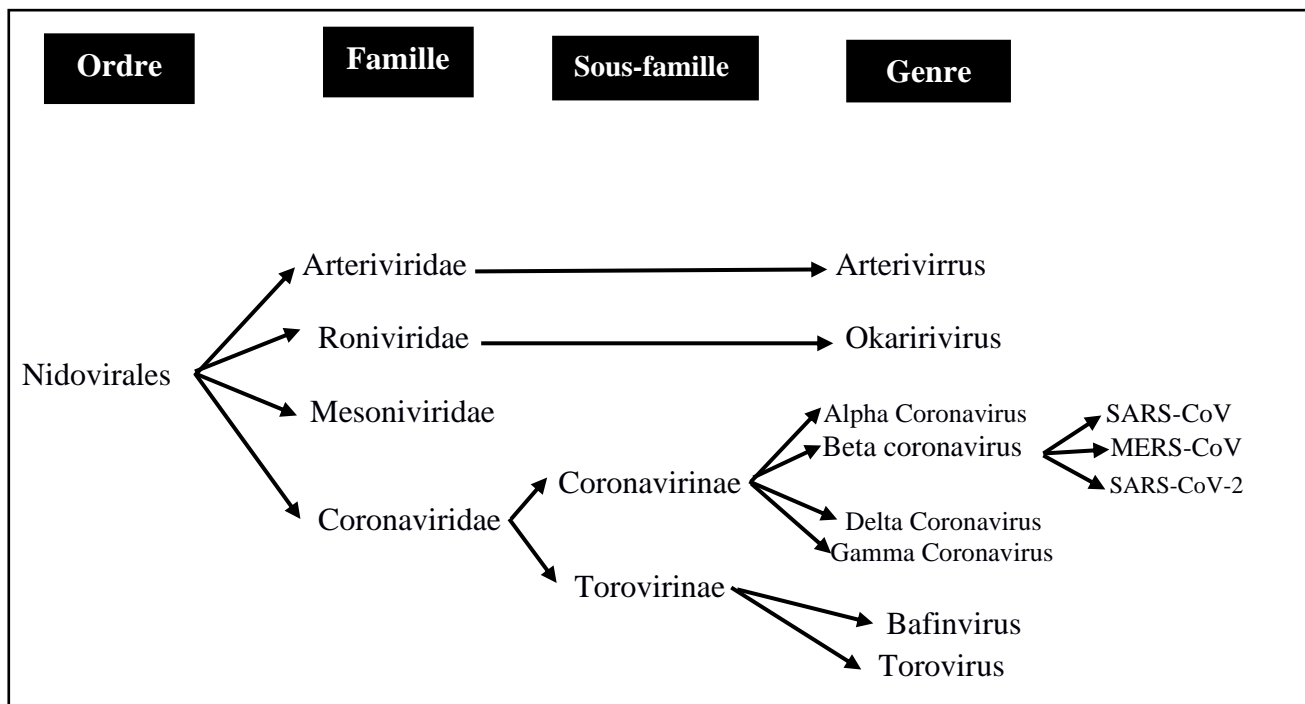 Ordre
Famille
Sous-famille
Genre
Arteriviridae
Arterivirrus
Roniviridae
Okaririvirus
Nidovirales
Mesoniviridae
Alpha Coronavirus
SARS-CoV
Beta coronavirus
MERS-CoV
Coronavirinae
SARS-CoV-2
Coronaviridae
Delta Coronavirus
Gamma Coronavirus
Torovirinae
Bafinvirus
Torovirus